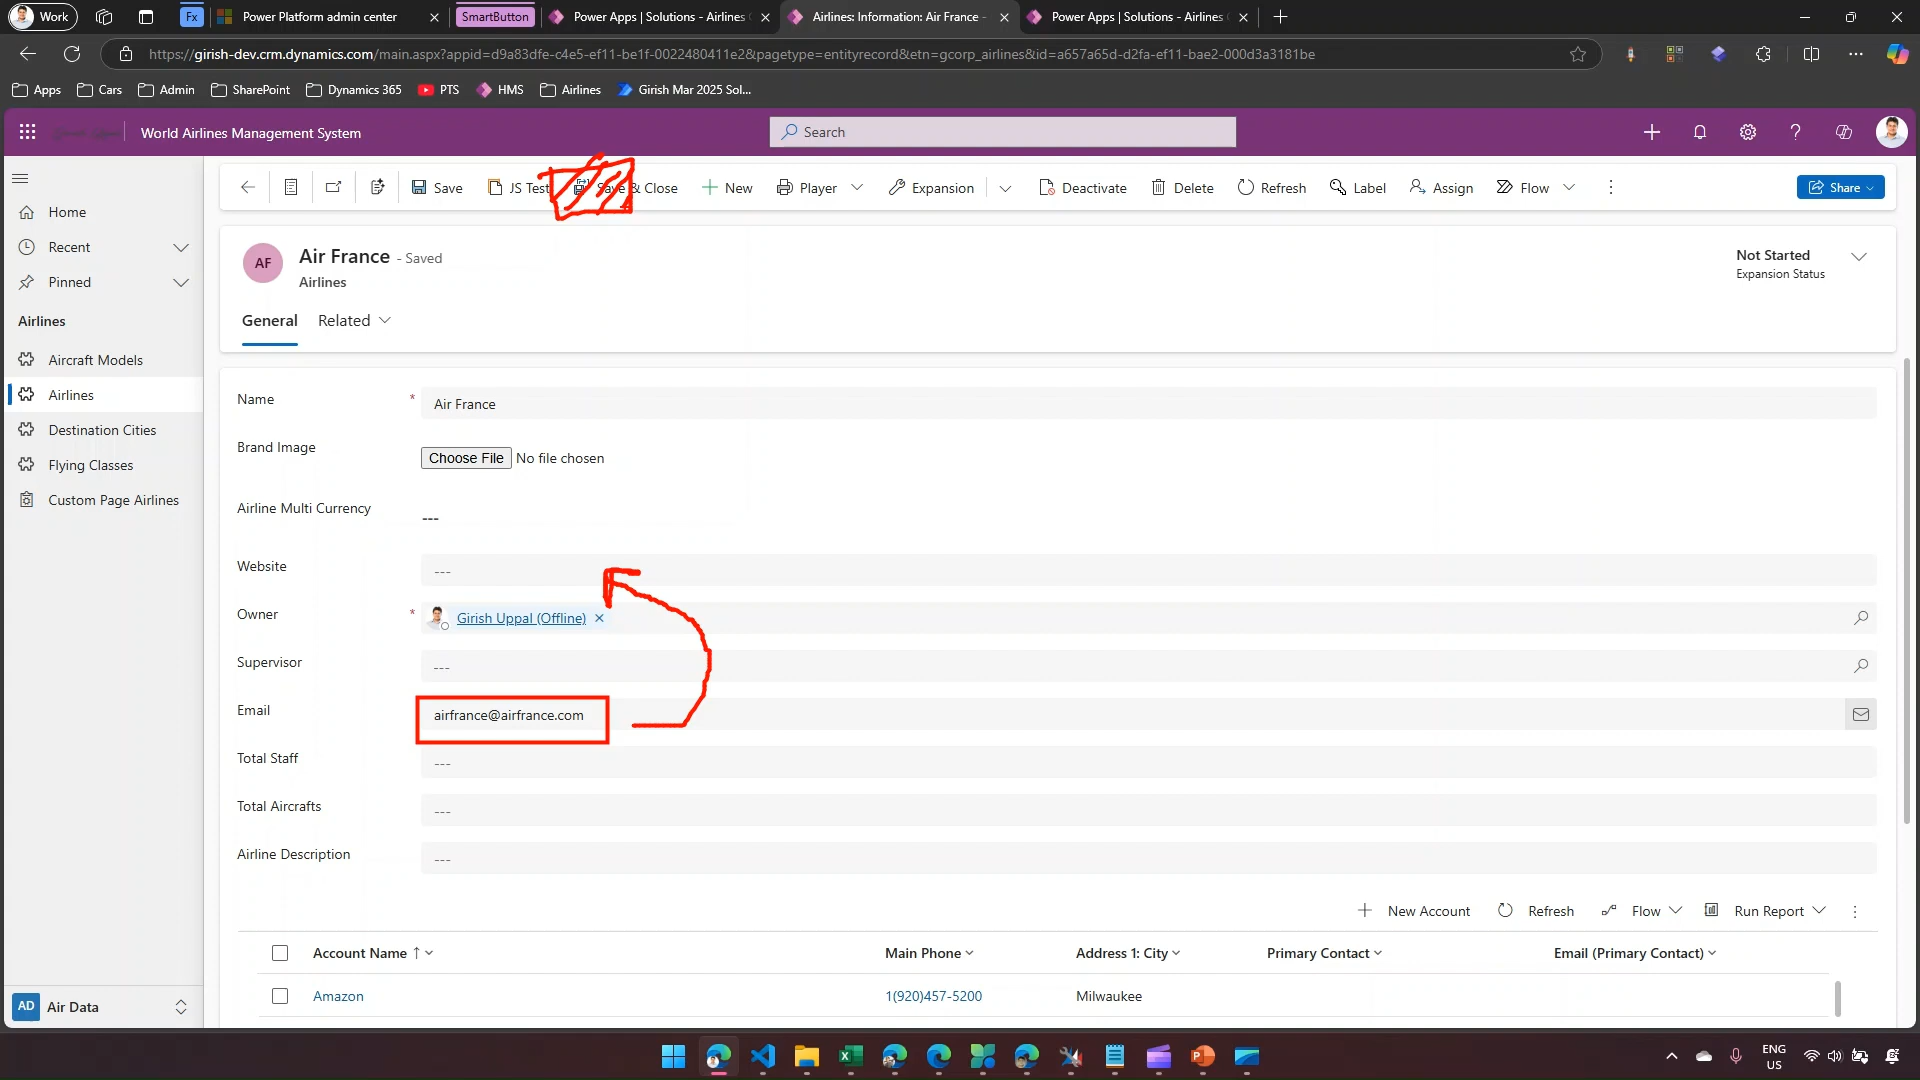 Work
Fx
Power Platform admin center
SmartButton
Power Apps | Solutions - Airlines
Airlines: Information: Air France -
Power Apps | Solutions - Airlines
https://girish-dev.crm.dynamics.com/main.aspx?appid=d9a83dfe-c4e5-ef11-be1f-0022480411e2&pagetype=entityrecord&etn=gcorp_airlines&id=a657a65d-d2fa-ef11-bae2-000d3a3181be
Apps
Cars
Admin
SharePoint
Dynamics 365
PTS
HMS
Airlines
Girish Mar 2025 Sol...
World Airlines Management System
Search
Save
JS Test
Save & Close
New
Player
Expansion
Deactivate
Delete
Refresh
Label
Assign
Flow
Share
Home
Recent
Pinned
Airlines
Aircraft Models
Airlines
Destination Cities
Flying Classes
Custom Page Airlines
AD Air Data
AF
Air France - Saved
Airlines
Not Started
Expansion Status
General
Related
Name * Air France
Brand Image
Choose File No file chosen
Airline Multi Currency ---
Website ---
Owner * Girish Uppal (Offline)
Supervisor ---
Email airfrance@airfrance.com
Total Staff ---
Total Aircrafts ---
Airline Description ---
New Account
Refresh
Flow
Run Report
Account Name
Main Phone
Address 1: City
Primary Contact
Email (Primary Contact)
Amazon
1(920)457-5200
Milwaukee
ENG
US